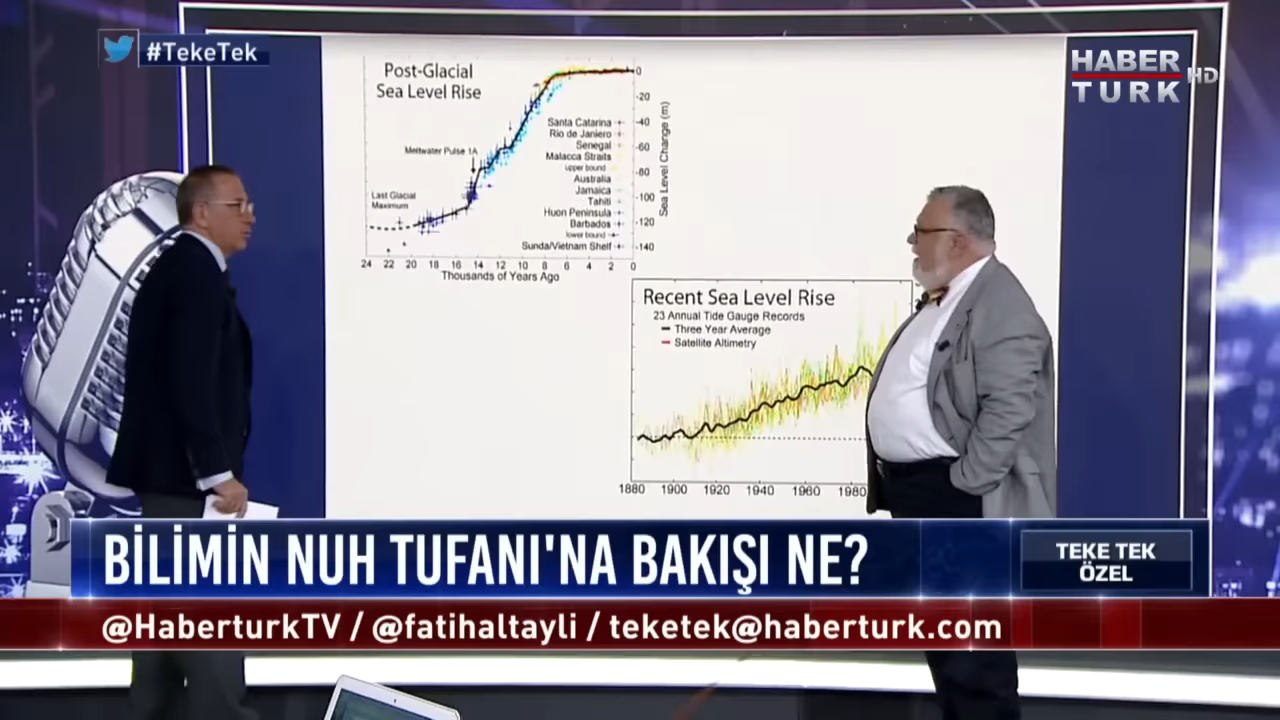 #TekeTek
HABER
TURK HD
Post-Glacial
Sea Level Rise
Meltwater Pulse 1A
Last Glacial
Maximum
Santa Catarina
Rio de Janiero
Senegal
Malacca Straits
upper bound
Australia
Jamaica
Tahiti
Huon Peninsula
Barbados
lower bound
Sunda/Vietnam Shelf
0
-20
-40
-60
-80
-100
-120
-140
Sea Level Change (m)
24 22 20 18 16 14 12 10 8 6 4 2 0
Thousands of Years Ago
Recent Sea Level Rise
23 Annual Tide Gauge Records
Three Year Average
Satellite Altimetry
1880 1900 1920 1940 1960 1980
BİLİMİN NUH TUFANI'NA BAKIŞI NE?
TEKE TEK
ÖZEL
@HaberturkTV / @fatihaltayli / teketek@haberturk.com